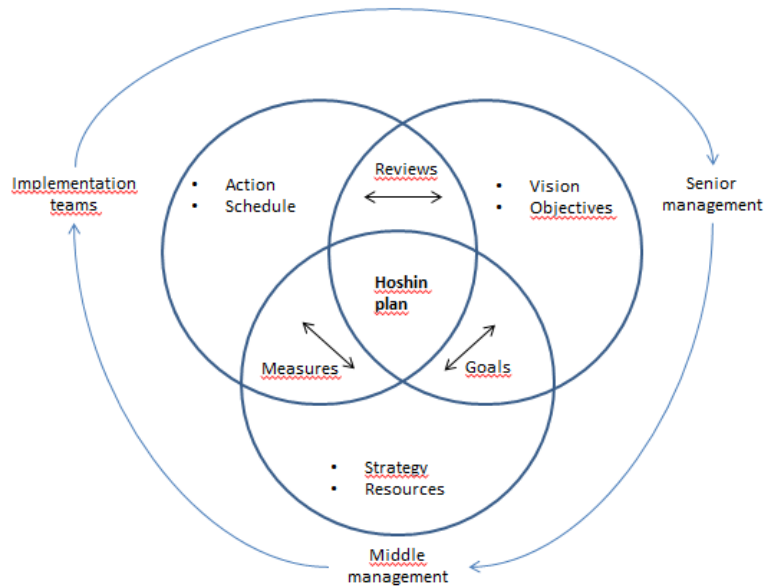 Reviews
Implementation
teams
• Action
• Schedule
• Vision
• Objectives
Senior
management
Hoshin
plan
Measures
Goals
• Strategy
• Resources
Middle
management